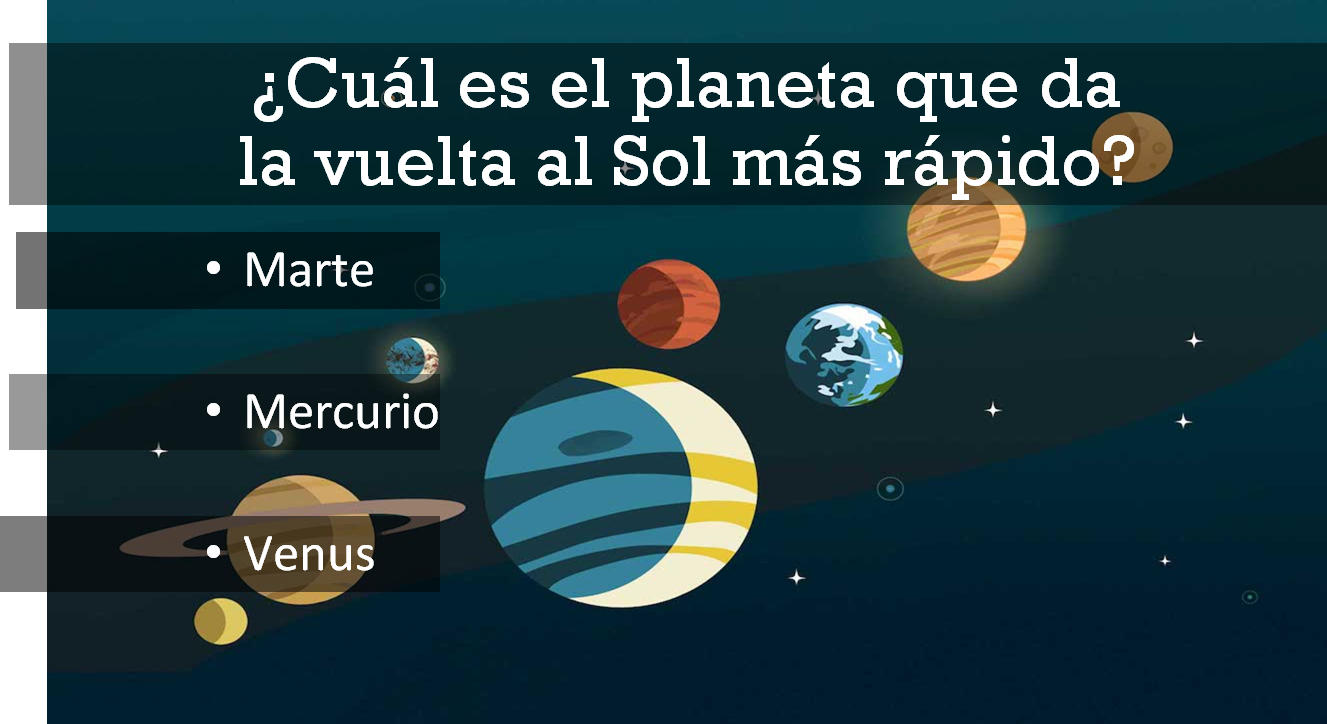 ¿Cuál es el planeta que da
la vuelta al Sol más rápido?
• Marte
• Mercurio
• Venus